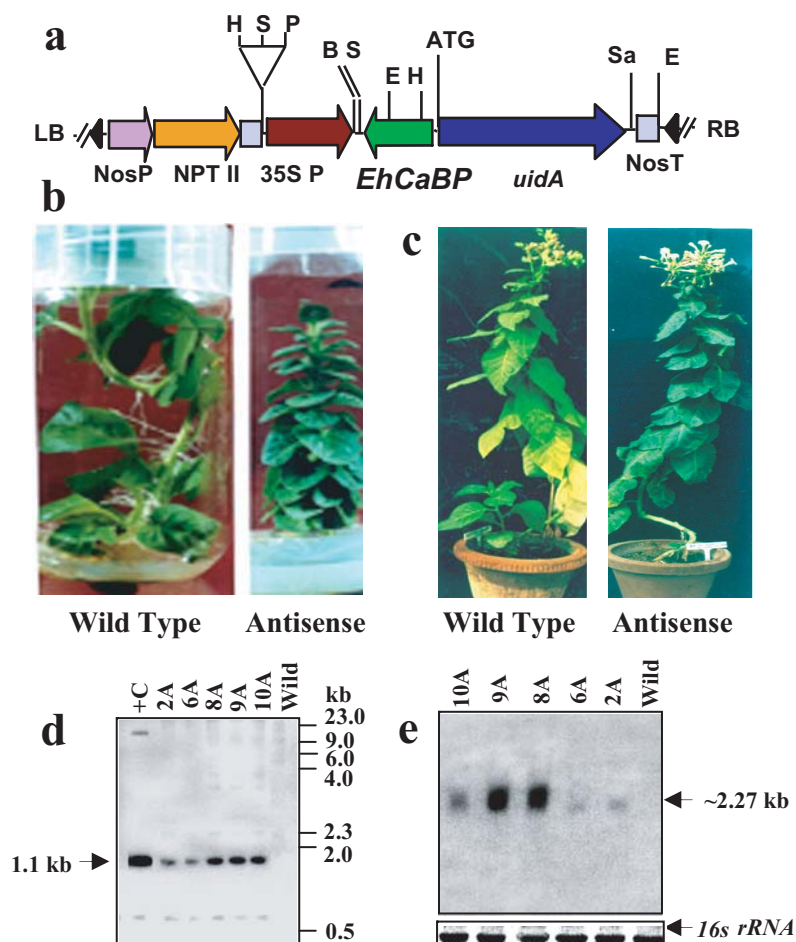 a
H S P
B S
E H
ATG
Sa E
LB
RB
NosP NPT II 35S P EhCaBP uidA NosT
b
c
Wild Type Antisense
Wild Type Antisense
d
+C 2A 6A 8A 9A 10A Wild
kb
23.0
9.0
6.0
4.0
2.3
2.0
0.5
1.1 kb
e
10A 9A 8A 6A 2A Wild
~2.27 kb
16s rRNA